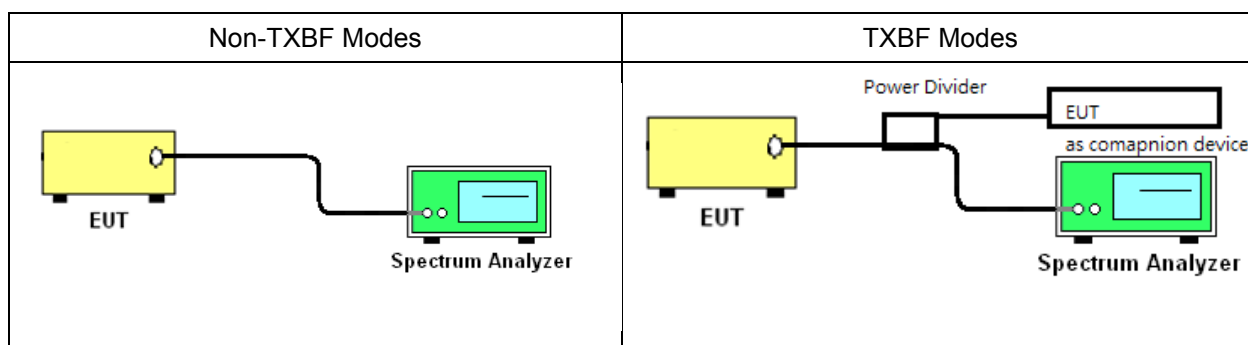 Non-TXBF Modes
TXBF Modes
EUT
Spectrum Analyzer
Power Divider
EUT
as comapnion device
EUT
Spectrum Analyzer